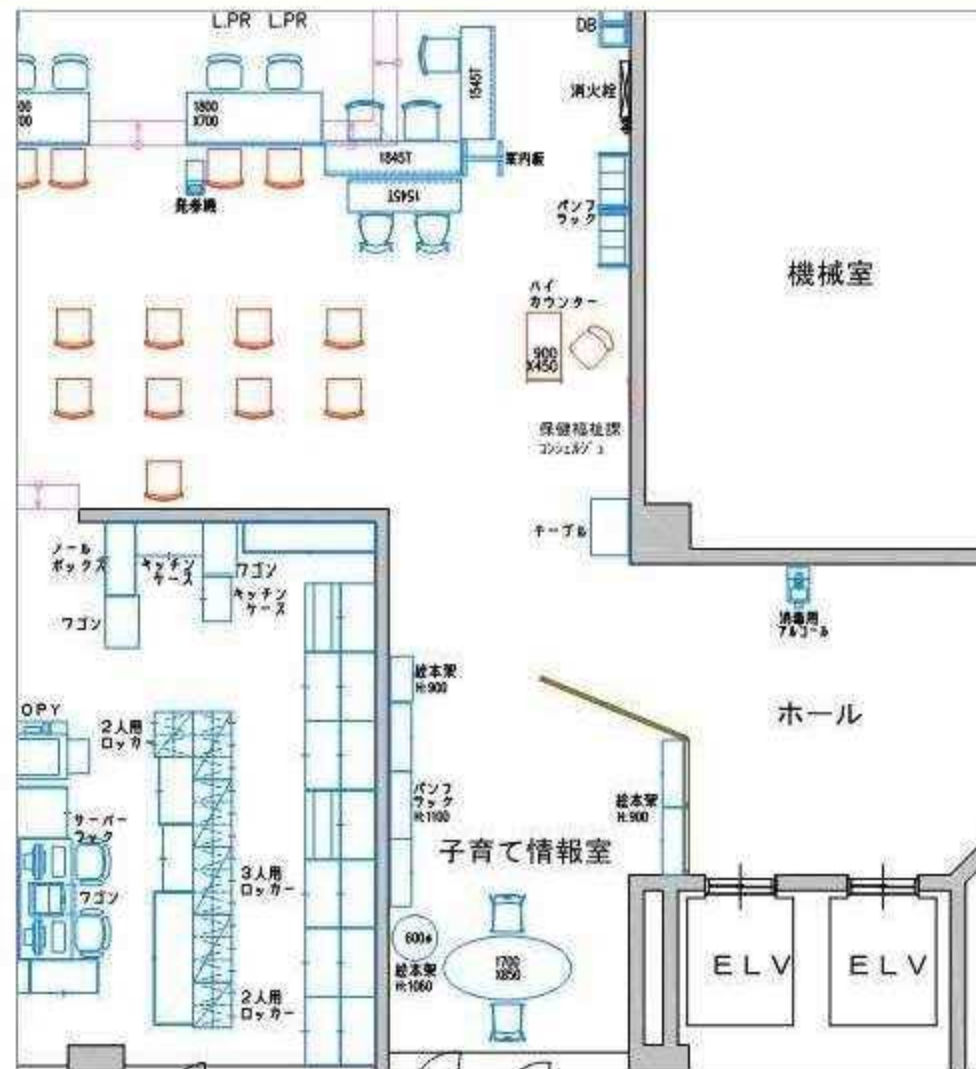 L.PR L.PR
DB
消火栓
1545T
00
00
1800
X700
1845T
案内板
発券機
1545T
パンフ
ラック
機械室
ハイ
カウンター
900
X450
保健福祉課
コンシェルジュ
テーブル
メール
ボックス
キッチン
ケース
ワゴン
キッチン
ケース
ワゴン
消毒用
アルコール
絵本架
H:900
OPY
2人用
ロッカー
ホール
パンフ
ラック
H:1100
絵本架
H:900
サーバー
ラック
子育て情報室
3人用
ロッカー
ワゴン
600φ
絵本架
H:1060
1700
X850
ELV
ELV
2人用
ロッカー